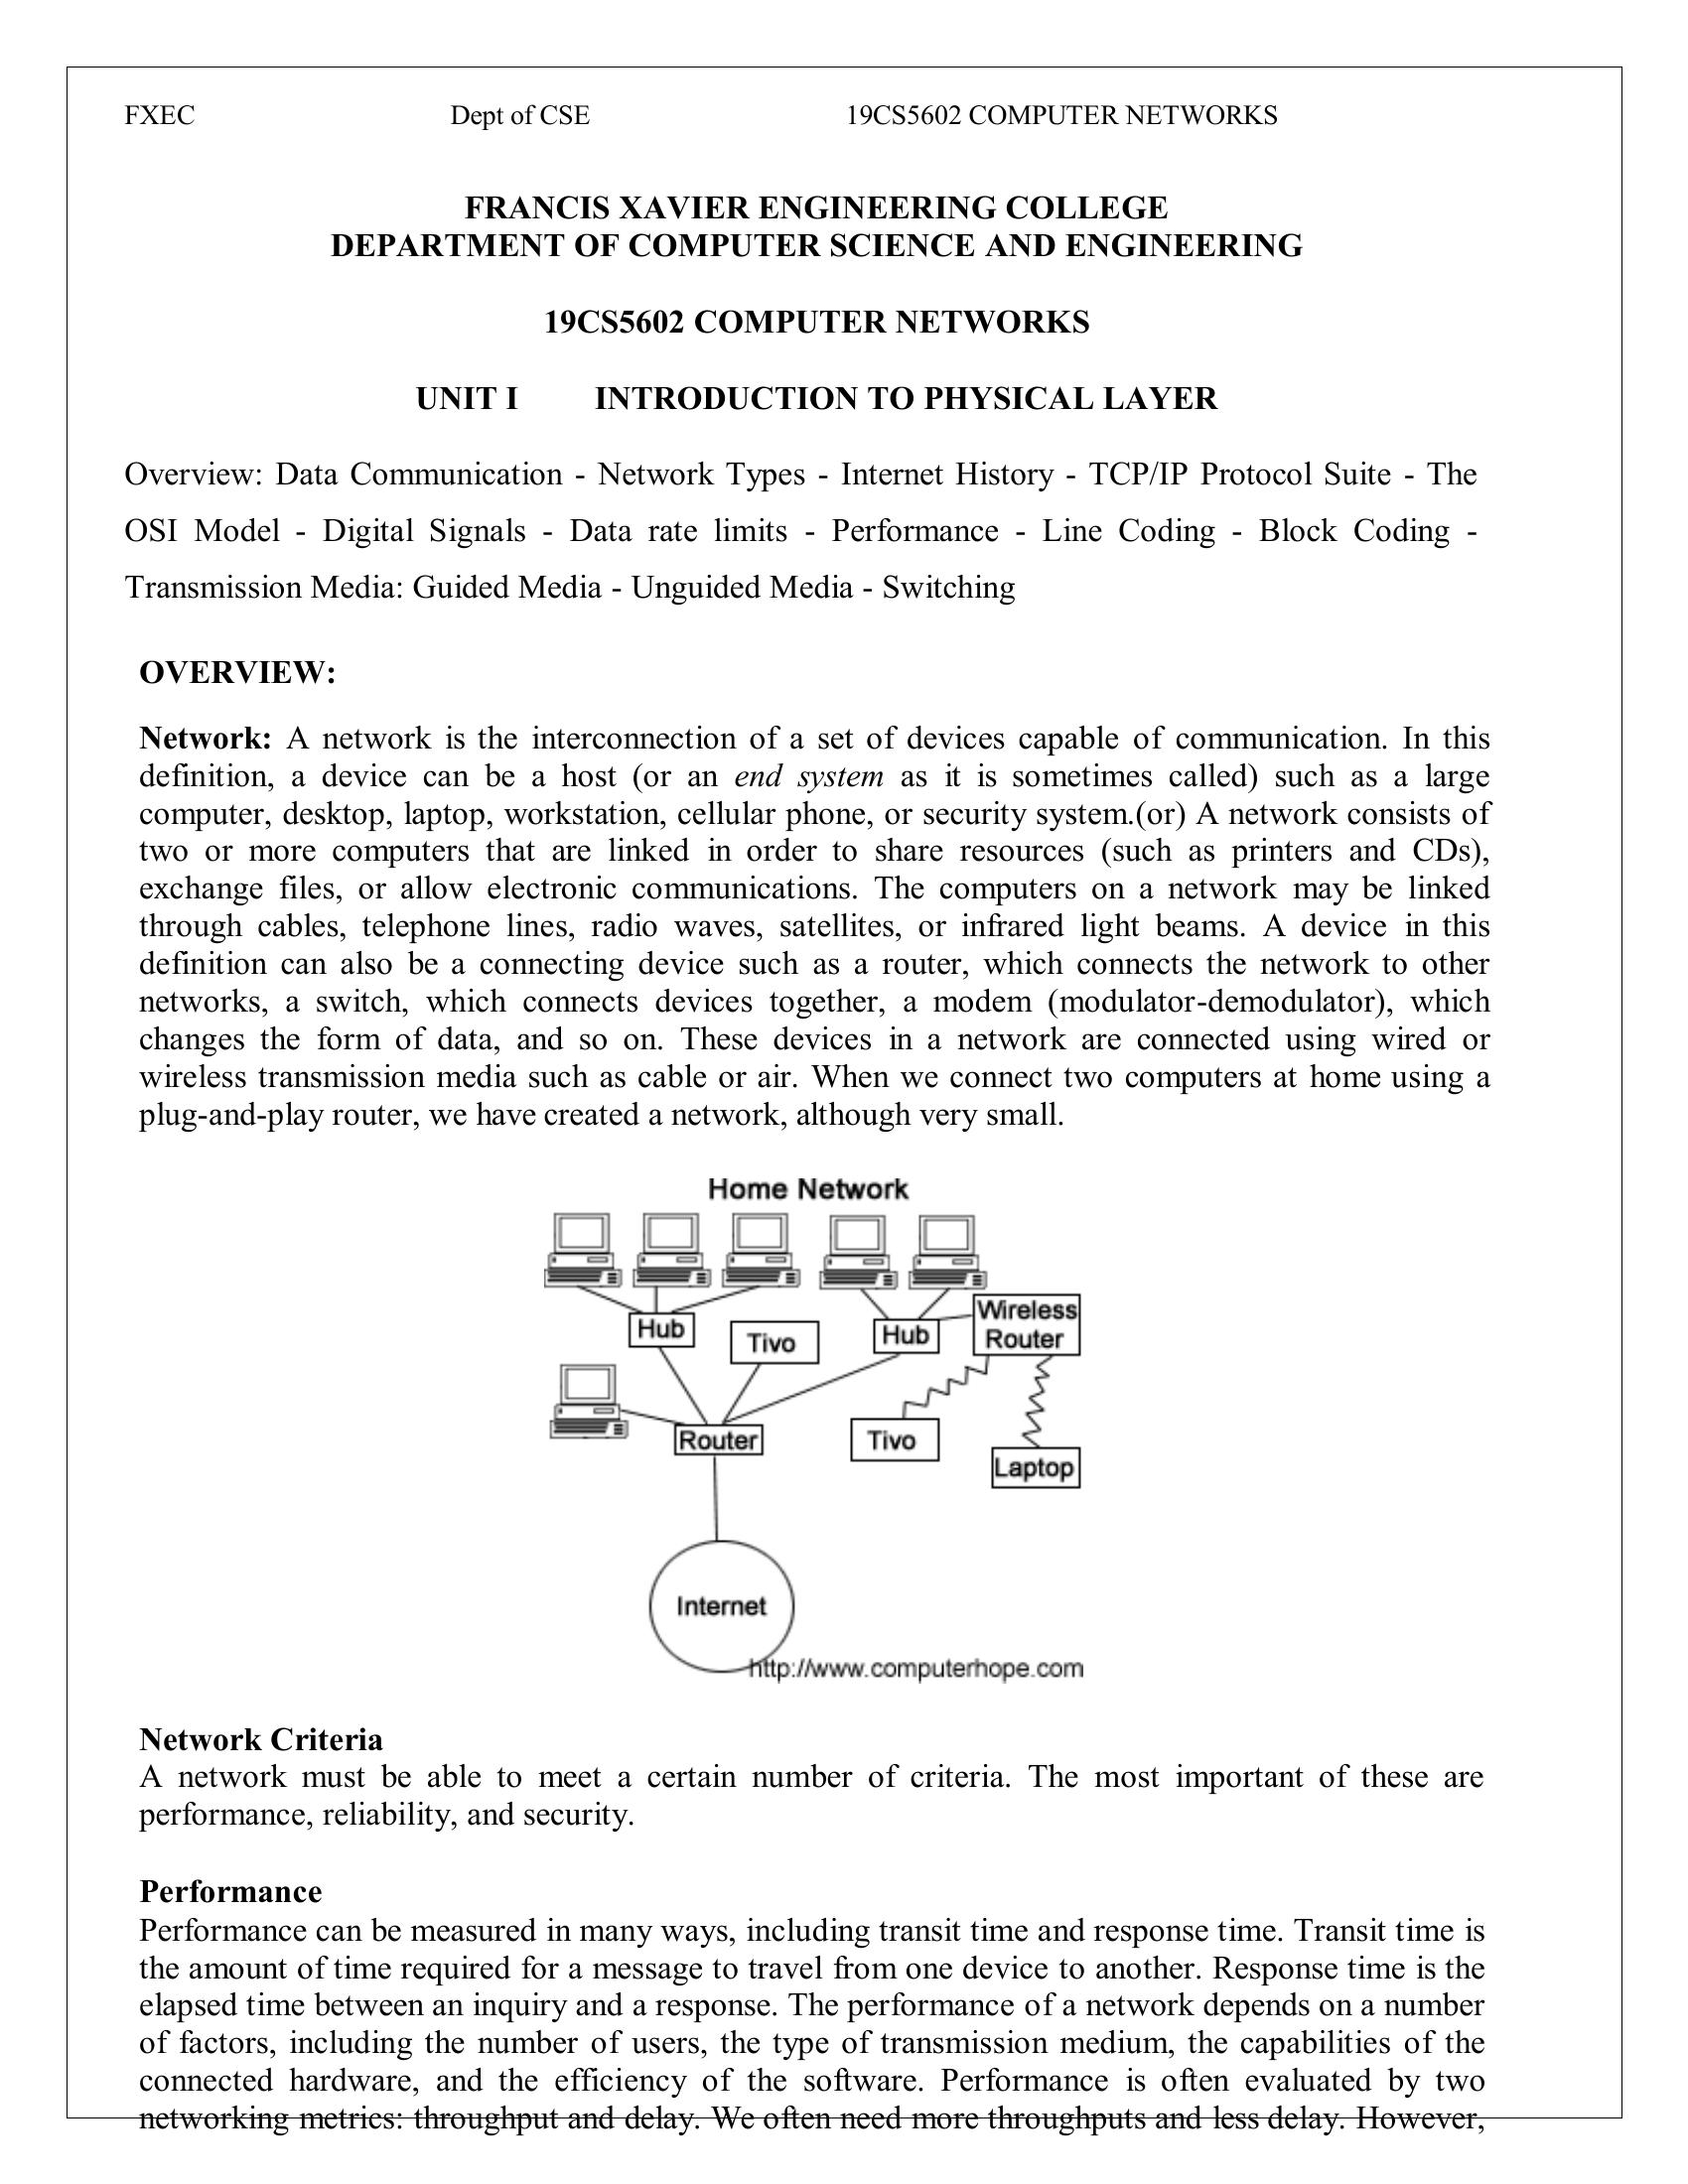 FXEC Dept of CSE 19CS5602 COMPUTER NETWORKS
FRANCIS XAVIER ENGINEERING COLLEGE
DEPARTMENT OF COMPUTER SCIENCE AND ENGINEERING
19CS5602 COMPUTER NETWORKS
UNIT I INTRODUCTION TO PHYSICAL LAYER
Overview: Data Communication - Network Types - Internet History - TCP/IP Protocol Suite - The
OSI Model - Digital Signals - Data rate limits - Performance - Line Coding - Block Coding -
Transmission Media: Guided Media - Unguided Media - Switching
OVERVIEW:
Network: A network is the interconnection of a set of devices capable of communication. In this
definition, a device can be a host (or an end system as it is sometimes called) such as a large
computer, desktop, laptop, workstation, cellular phone, or security system.(or) A network consists of
two or more computers that are linked in order to share resources (such as printers and CDs),
exchange files, or allow electronic communications. The computers on a network may be linked
through cables, telephone lines, radio waves, satellites, or infrared light beams. A device in this
definition can also be a connecting device such as a router, which connects the network to other
networks, a switch, which connects devices together, a modem (modulator-demodulator), which
changes the form of data, and so on. These devices in a network are connected using wired or
wireless transmission media such as cable or air. When we connect two computers at home using a
plug-and-play router, we have created a network, although very small.
Home Network
Hub
Tivo
Hub
Wireless
Router
Router
Tivo
Laptop
Internet
http://www.computerhope.com
Network Criteria
A network must be able to meet a certain number of criteria. The most important of these are
performance, reliability, and security.
Performance
Performance can be measured in many ways, including transit time and response time. Transit time is
the amount of time required for a message to travel from one device to another. Response time is the
elapsed time between an inquiry and a response. The performance of a network depends on a number
of factors, including the number of users, the type of transmission medium, the capabilities of the
connected hardware, and the efficiency of the software. Performance is often evaluated by two
networking metrics: throughput and delay. We often need more throughputs and less delay. However,